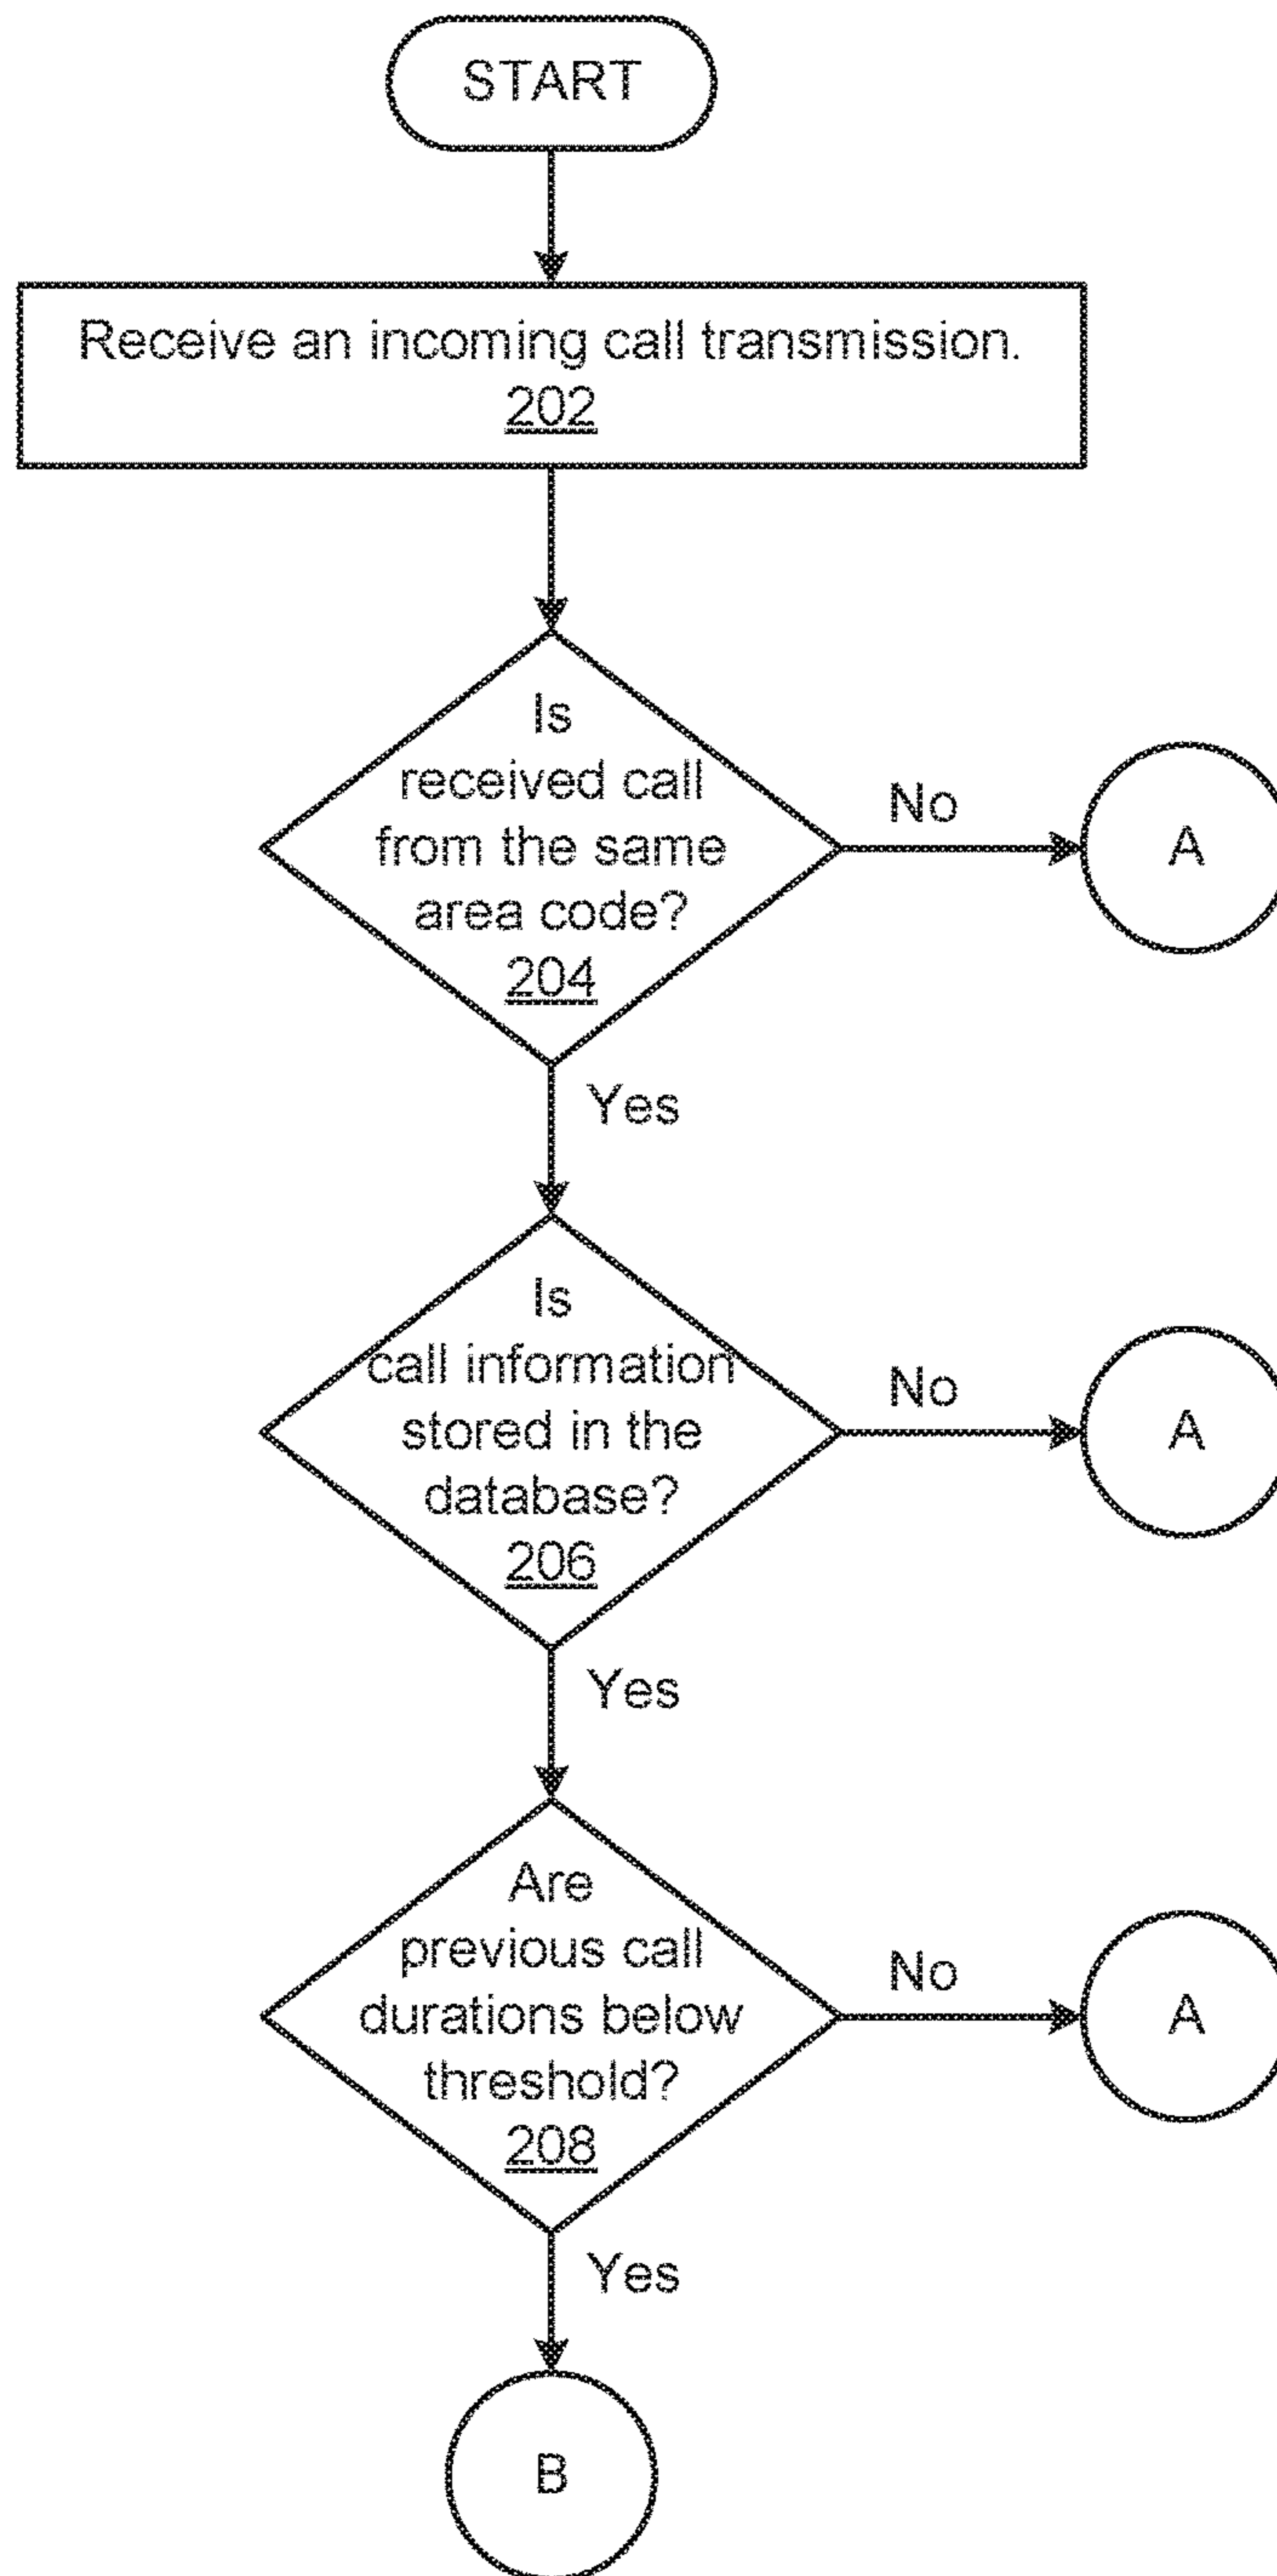 START
Receive an incoming call transmission.
202
Is
received call
from the same
area code?
204
No
A
Yes
Is
call information
stored in the
database?
206
No
A
Yes
Are
previous call
durations below
threshold?
208
No
A
Yes
B